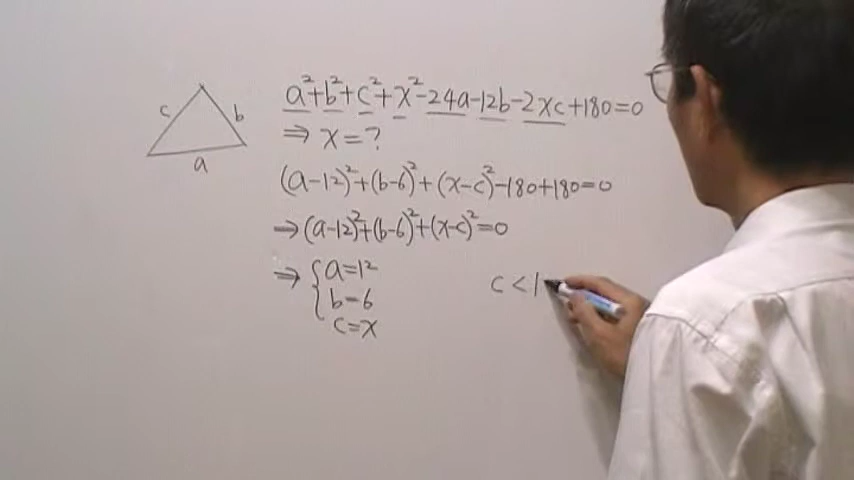 c
b
a
a²+b²+c²+x²-24a-12b-2xc+180=0
⇒ x=?
(a-12)²+(b-6)²+(x-c)²-180+180=0
⇒(a-12)²+(b-6)²+(x-c)²=0
⇒ { a=12
b=6
c=x
c<1